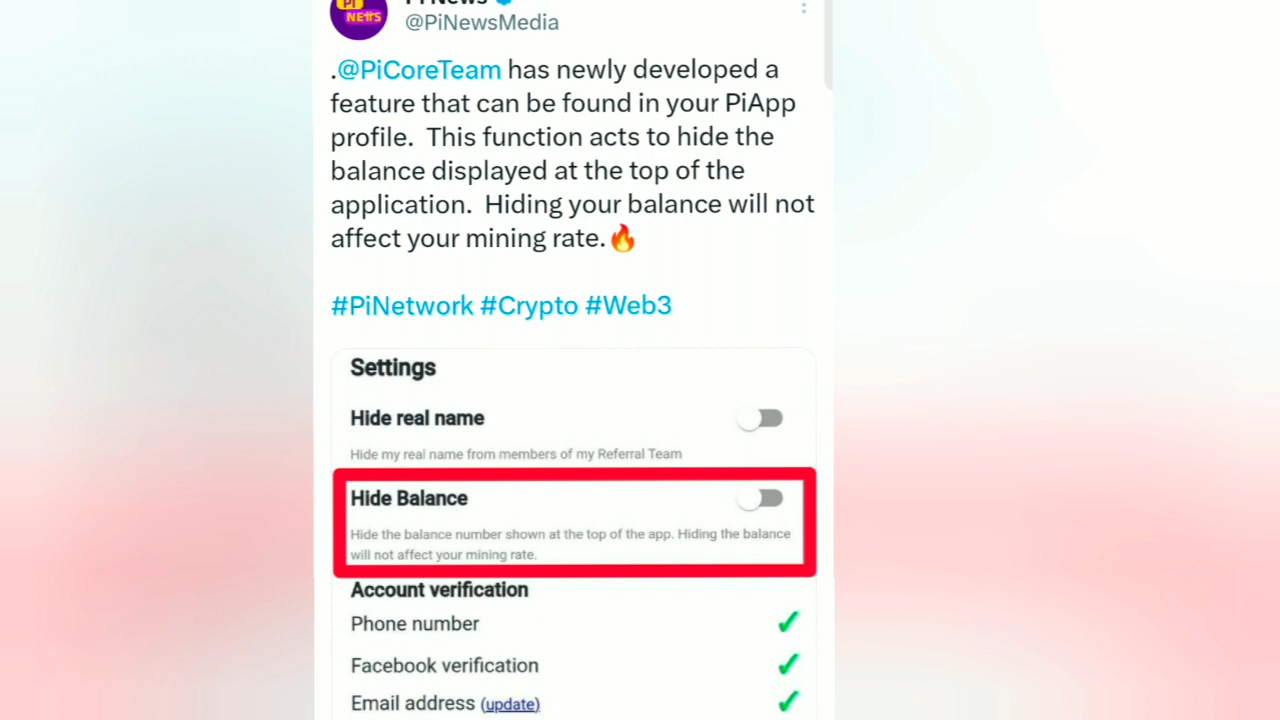 Pi News
@PiNewsMedia
Pi
NEWS
.@PiCoreTeam has newly developed a
feature that can be found in your PiApp
profile.  This function acts to hide the
balance displayed at the top of the
application.  Hiding your balance will not
affect your mining rate.🔥
#PiNetwork #Crypto #Web3
Settings
Hide real name
Hide my real name from members of my Referral Team
Hide Balance
Hide the balance number shown at the top of the app. Hiding the balance
will not affect your mining rate.
Account verification
Phone number
Facebook verification
Email address (update)